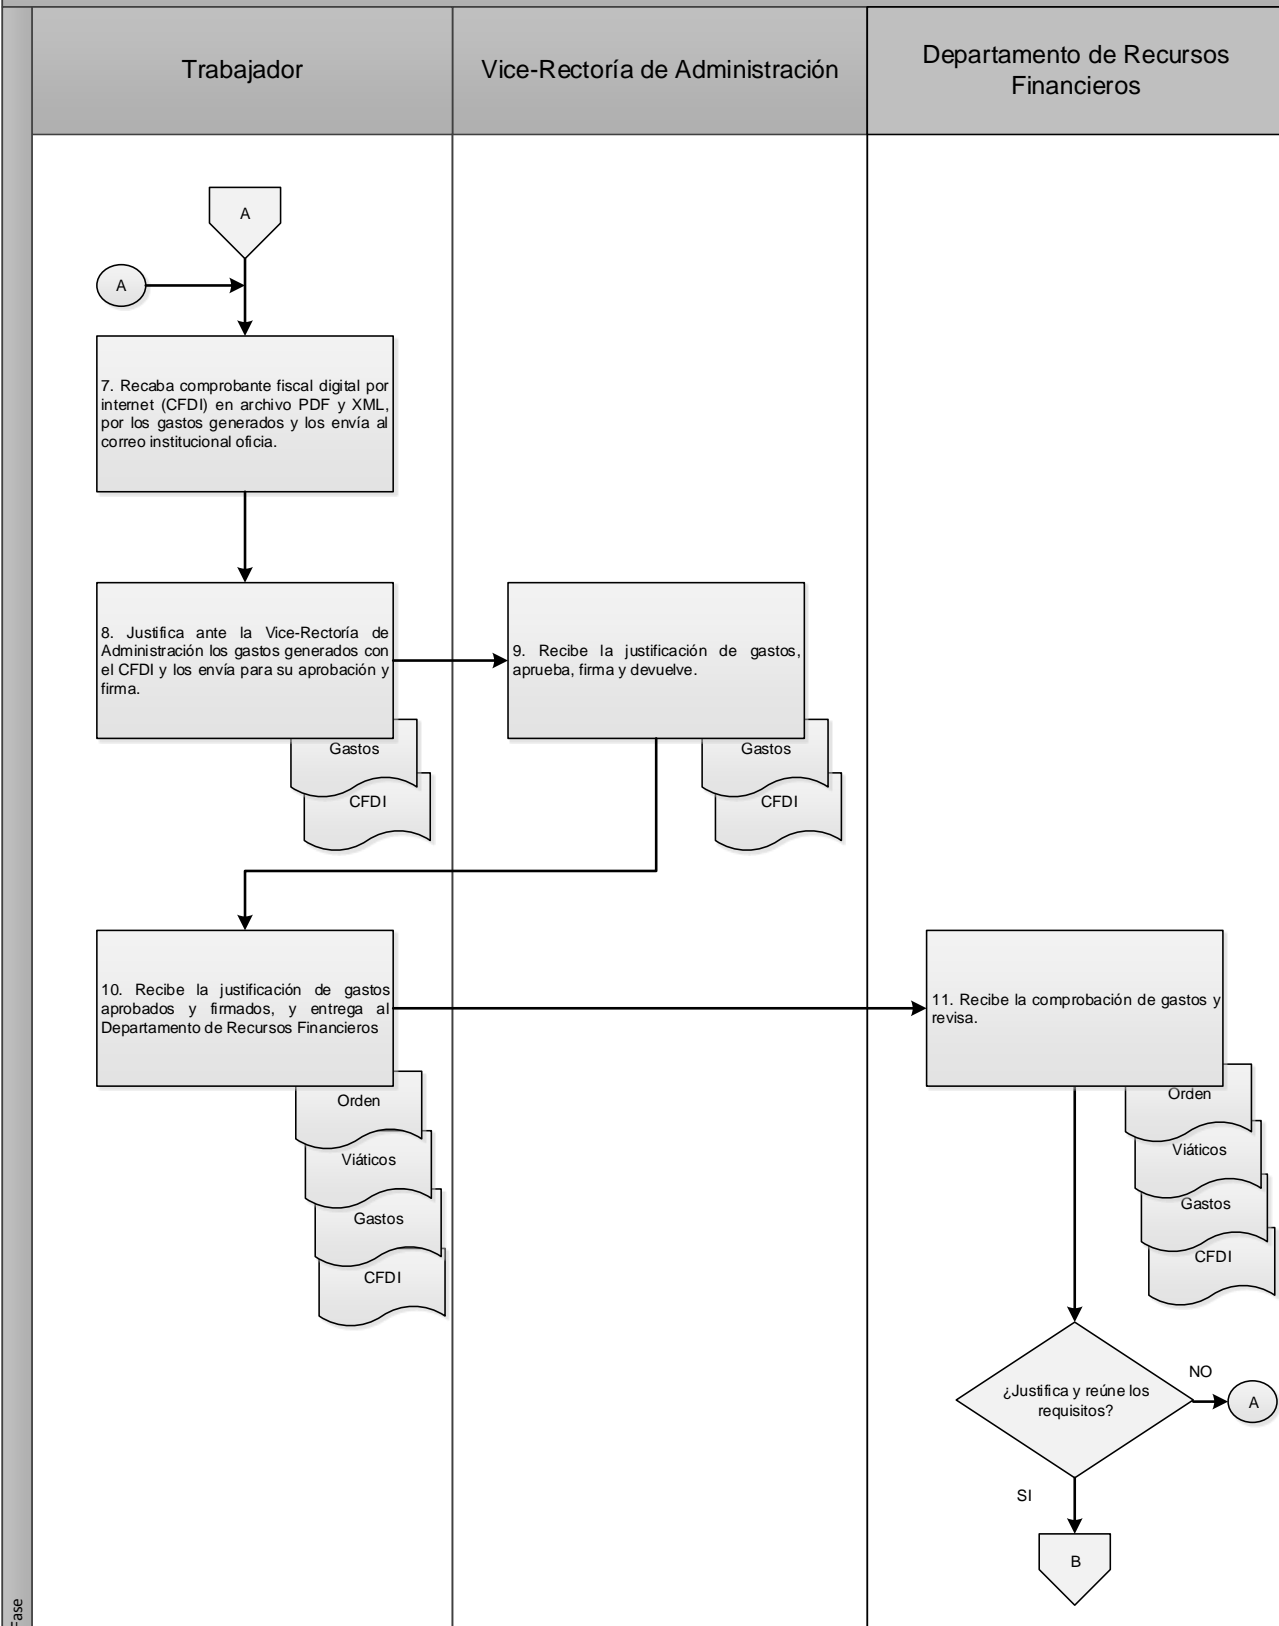 Trabajador
Vice-Rectoría de Administración
Departamento de Recursos
Financieros
A
A
7. Recaba comprobante fiscal digital por
internet (CFDI) en archivo PDF y XML,
por los gastos generados y los envía al
correo institucional oficia.
8. Justifica ante la Vice-Rectoría de
Administración los gastos generados con
el CFDI y los envía para su aprobación y
firma.
Gastos
CFDI
9. Recibe la justificación de gastos,
aprueba, firma y devuelve.
Gastos
CFDI
10. Recibe la justificación de gastos
aprobados y firmados, y entrega al
Departamento de Recursos Financieros
Orden
Viáticos
Gastos
CFDI
11. Recibe la comprobación de gastos y
revisa.
Orden
Viáticos
Gastos
CFDI
¿Justifica y reúne los
requisitos?
NO
A
SI
B
Fase